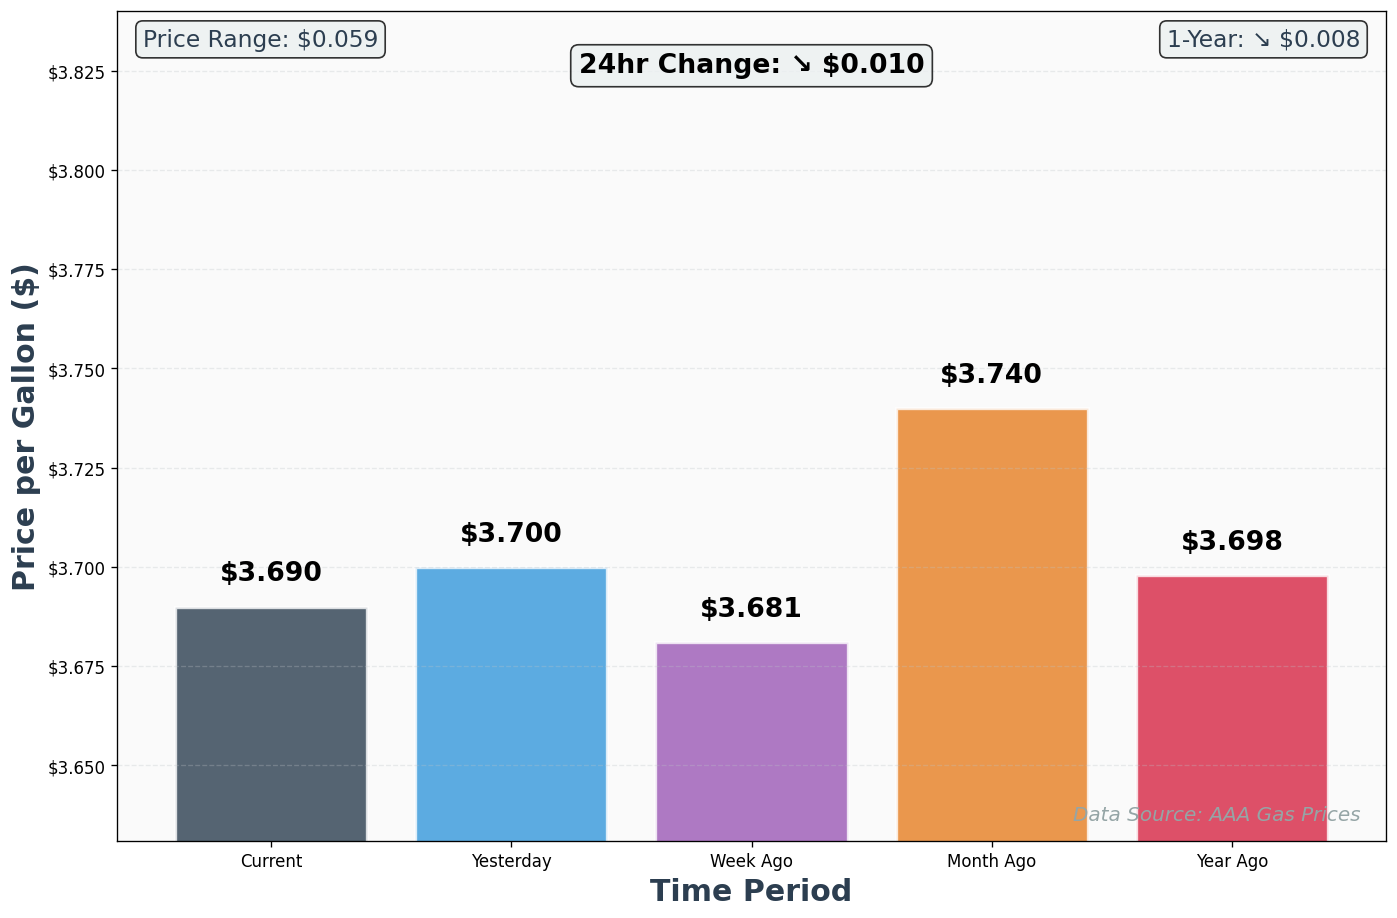 Price Range: $0.059
24hr Change: ↘ $0.010
1-Year: ↘ $0.008
Price per Gallon ($)
$3.825
$3.800
$3.775
$3.750
$3.725
$3.700
$3.675
$3.650
$3.690
$3.700
$3.681
$3.740
$3.698
Data Source: AAA Gas Prices
Current
Yesterday
Week Ago
Month Ago
Year Ago
Time Period